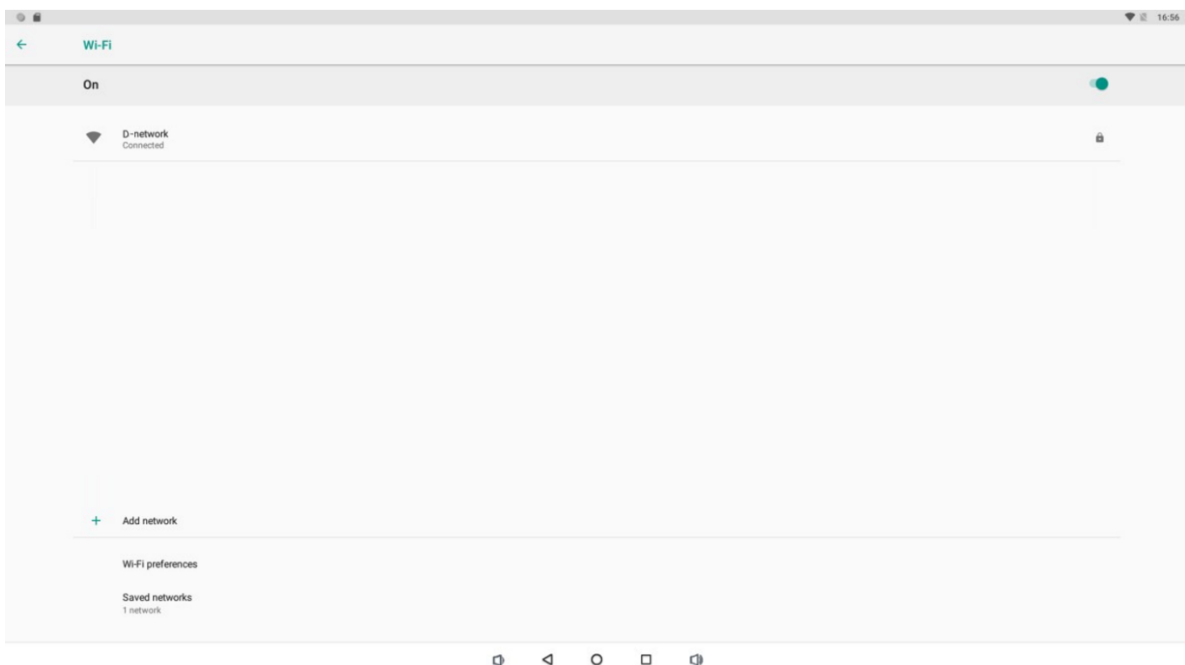 16:56
Wi-Fi
On
D-network
Connected
Add network
Wi-Fi preferences
Saved networks
1 network